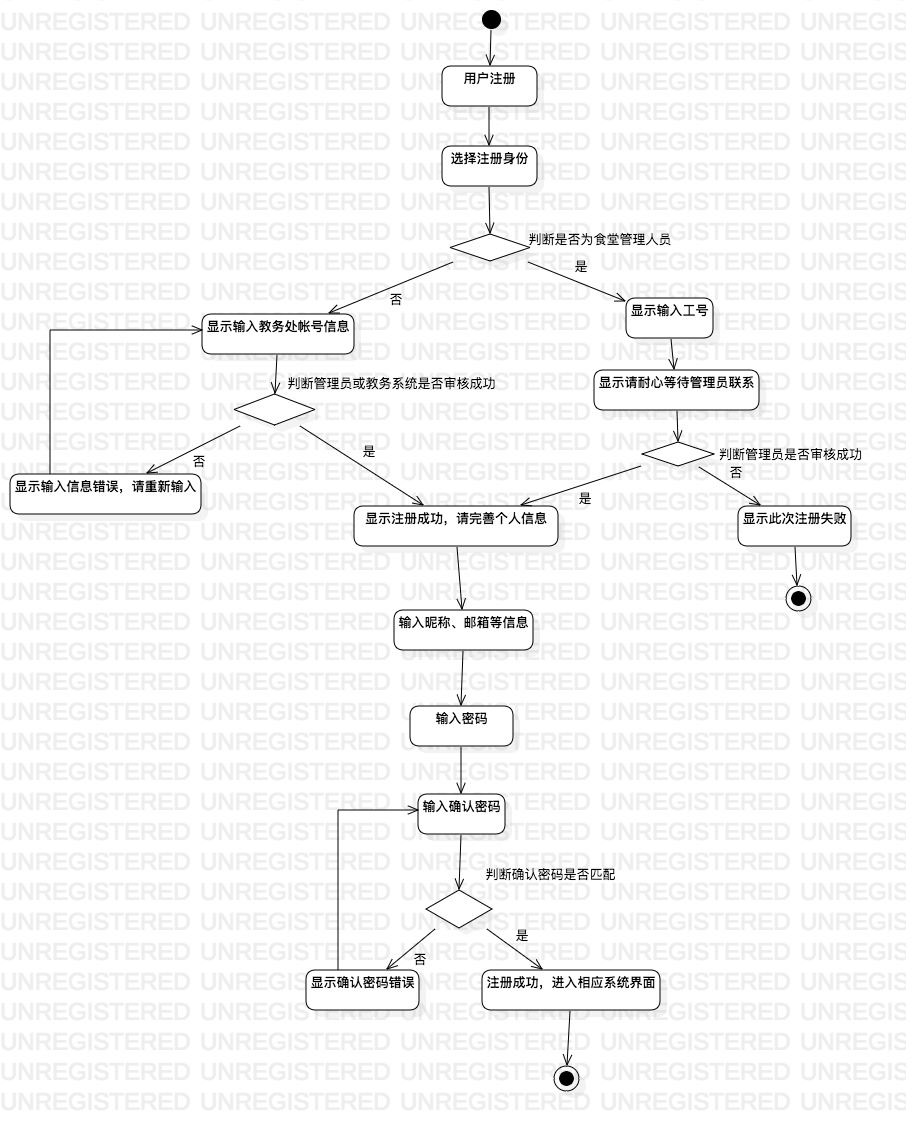 用户注册
选择注册身份
判断是否为食堂管理人员
是
否
显示输入工号
显示输入教务处帐号信息
显示请耐心等待管理员联系
判断管理员或教务系统是否审核成功
判断管理员是否审核成功
是
否
否
是
显示输入信息错误，请重新输入
显示注册成功，请完善个人信息
显示此次注册失败
输入昵称、邮箱等信息
输入密码
输入确认密码
判断确认密码是否匹配
是
否
显示确认密码错误
注册成功，进入相应系统界面
UNREGISTERED